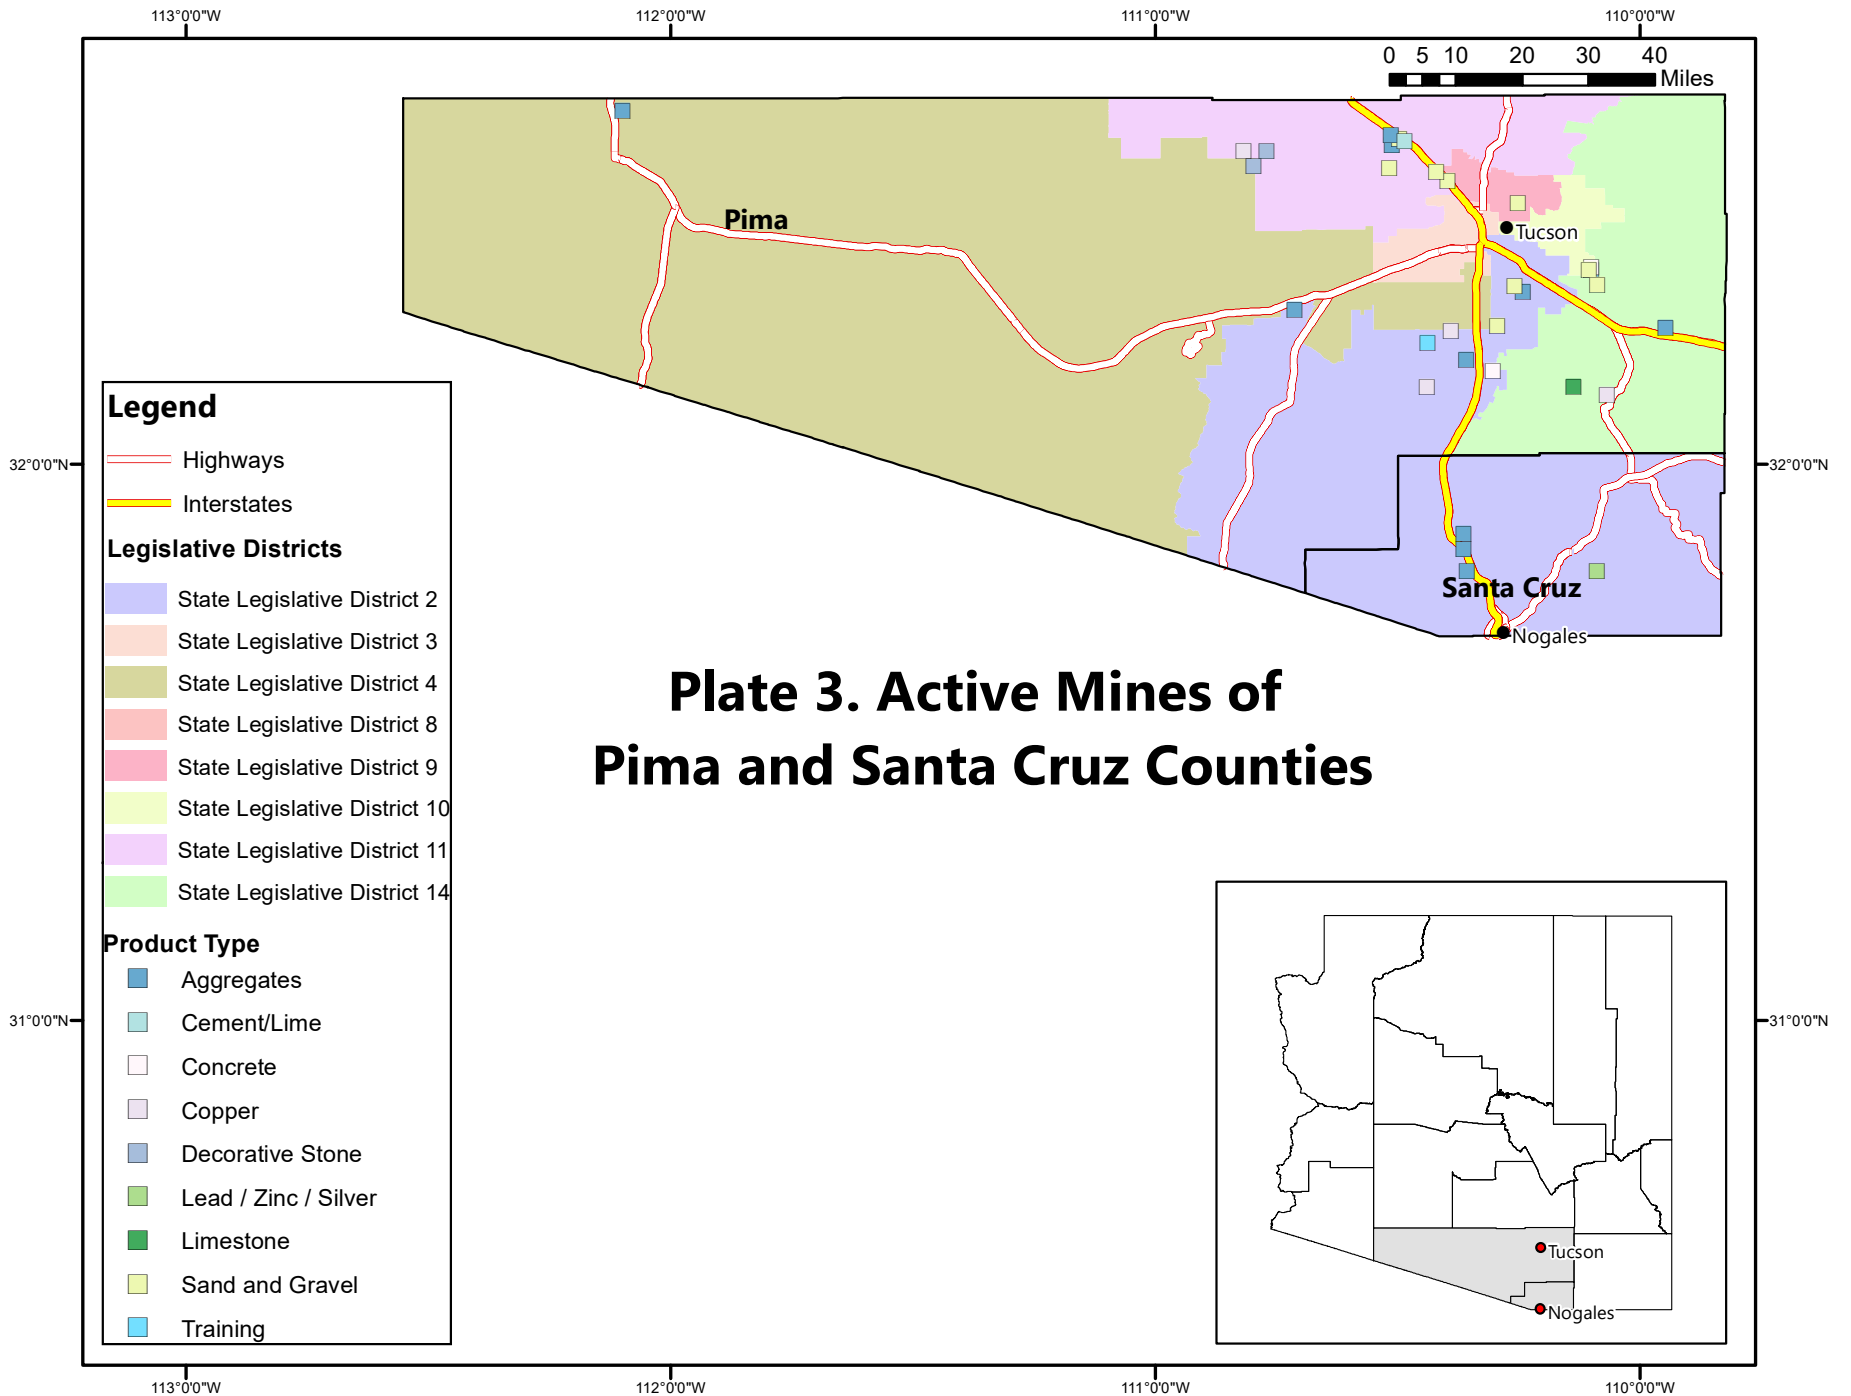 113°0'0"W
112°0'0"W
111°0'0"W
110°0'0"W
0 5 10 20 30 40
Miles
Pima
Tucson
32°0'0"N
32°0'0"N
Santa Cruz
Nogales
Legend
Highways
Interstates
Legislative Districts
State Legislative District 2
State Legislative District 3
State Legislative District 4
State Legislative District 8
State Legislative District 9
State Legislative District 10
State Legislative District 11
State Legislative District 14
Product Type
Aggregates
Cement/Lime
Concrete
Copper
Decorative Stone
Lead / Zinc / Silver
Limestone
Sand and Gravel
Training
Plate 3. Active Mines of
Pima and Santa Cruz Counties
31°0'0"N
31°0'0"N
Tucson
Nogales
113°0'0"W
112°0'0"W
111°0'0"W
110°0'0"W